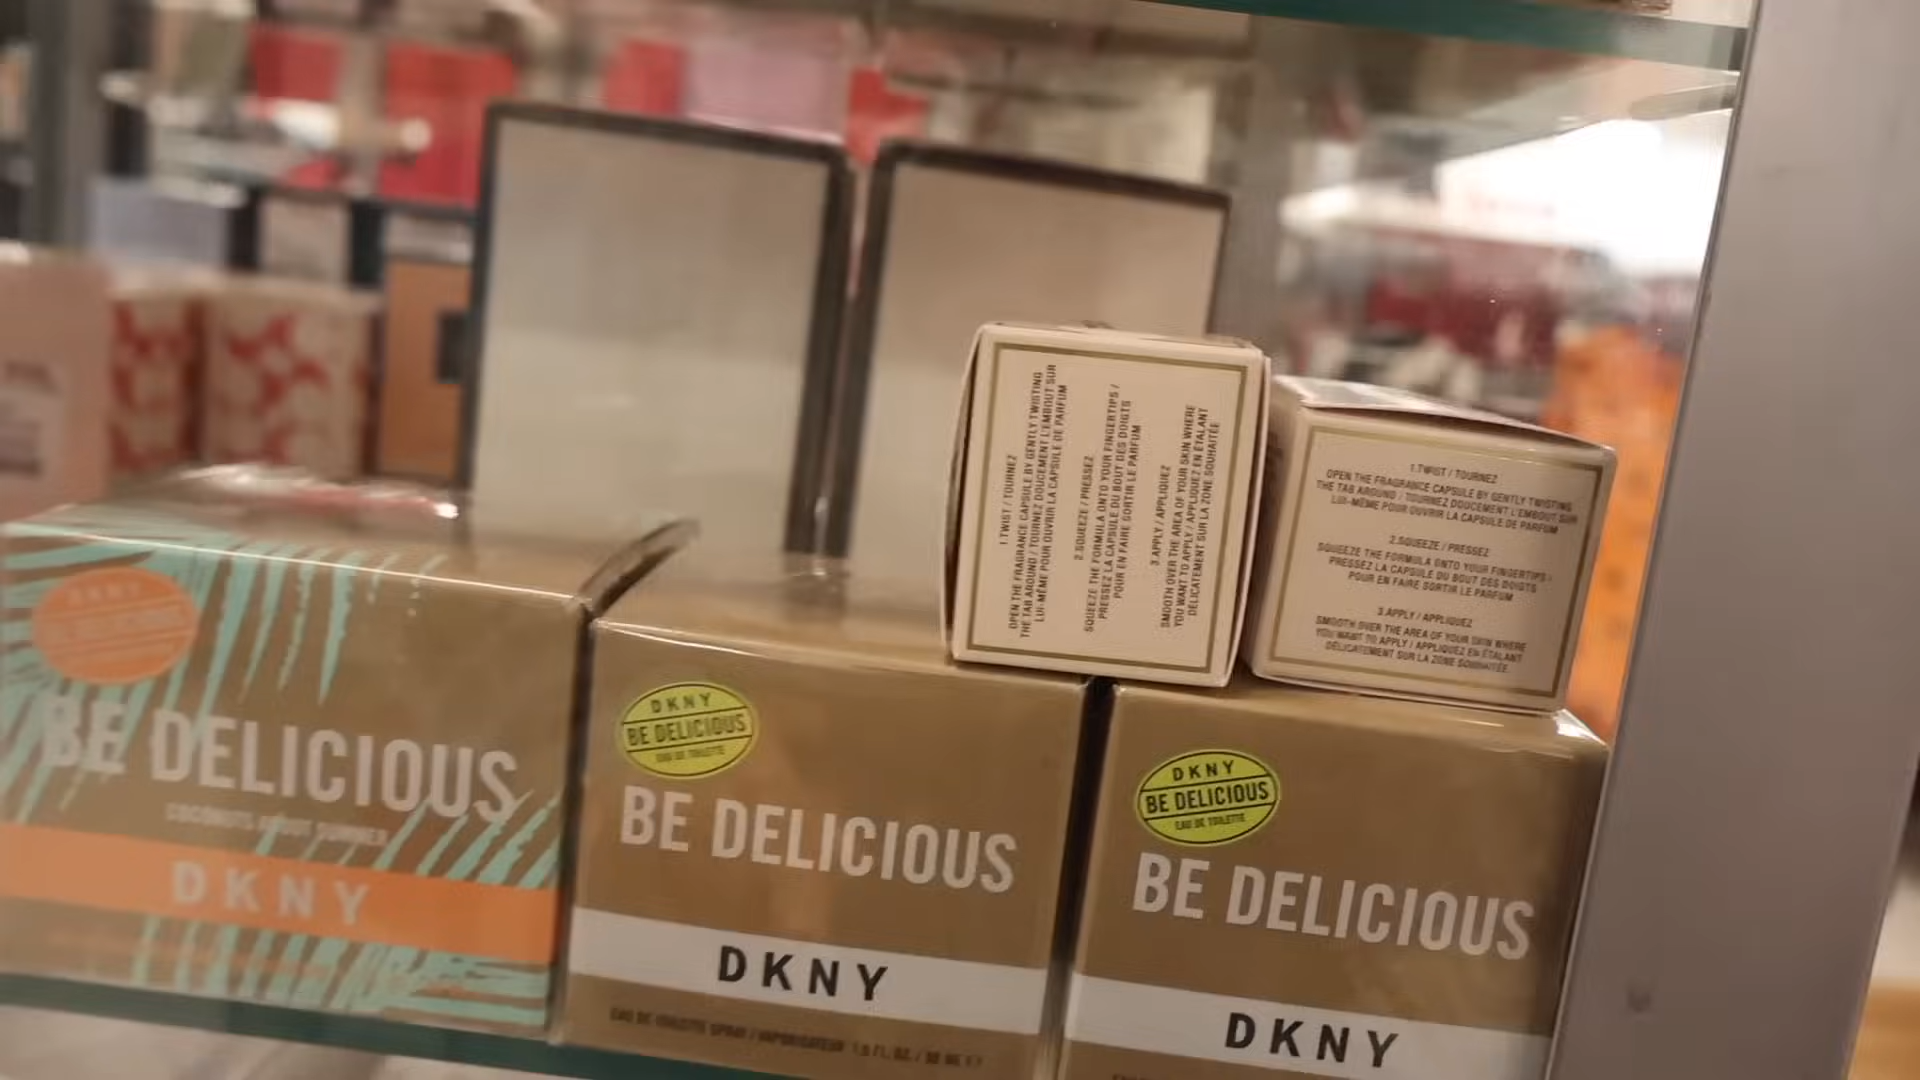 1.TWIST / TOURNEZ
OPEN THE FRAGRANCE CAPSULE BY GENTLY TWISTING
THE TAB AROUND / TOURNEZ DOUCEMENT L'EMBOUT SUR
LUI-MÊME POUR OUVRIR LA CAPSULE DE PARFUM
2.SQUEEZE / PRESSEZ
SQUEEZE THE FORMULA ONTO YOUR FINGERTIPS /
PRESSEZ LA CAPSULE DU BOUT DES DOIGTS
POUR EN FAIRE SORTIR LE PARFUM
3.APPLY / APPLIQUEZ
SMOOTH OVER THE AREA OF YOUR SKIN WHERE
YOU WANT TO APPLY / APPLIQUEZ EN ÉTALANT
DÉLICATEMENT SUR LA ZONE SOUHAITÉE
1.TWIST / TOURNEZ
OPEN THE FRAGRANCE CAPSULE BY GENTLY TWISTING
THE TAB AROUND / TOURNEZ DOUCEMENT L'EMBOUT SUR
LUI-MÊME POUR OUVRIR LA CAPSULE DE PARFUM
2.SQUEEZE / PRESSEZ
SQUEEZE THE FORMULA ONTO YOUR FINGERTIPS /
PRESSEZ LA CAPSULE DU BOUT DES DOIGTS
POUR EN FAIRE SORTIR LE PARFUM
3.APPLY / APPLIQUEZ
SMOOTH OVER THE AREA OF YOUR SKIN WHERE
YOU WANT TO APPLY / APPLIQUEZ EN ÉTALANT
DÉLICATEMENT SUR LA ZONE SOUHAITÉE.
DKNY
BE DELICIOUS
COCONUTS ABOUT SUMMER
DKNY
DKNY
BE DELICIOUS
EAU DE TOILETTE
BE DELICIOUS
DKNY
EAU DE TOILETTE SPRAY / VAPORISATEUR
DKNY
BE DELICIOUS
EAU DE TOILETTE
BE DELICIOUS
DKNY